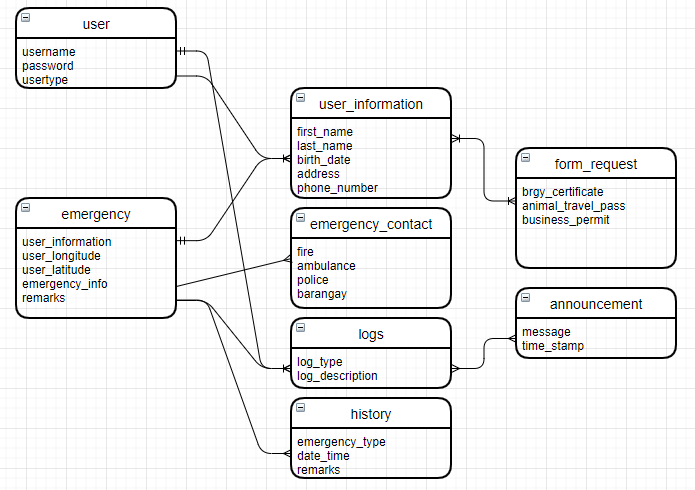 user
username
password
usertype
user_information
first_name
last_name
birth_date
address
phone_number
form_request
brgy_certificate
animal_travel_pass
business_permit
emergency
user_information
user_longitude
user_latitude
emergency_info
remarks
emergency_contact
fire
ambulance
police
barangay
announcement
message
time_stamp
logs
log_type
log_description
history
emergency_type
date_time
remarks